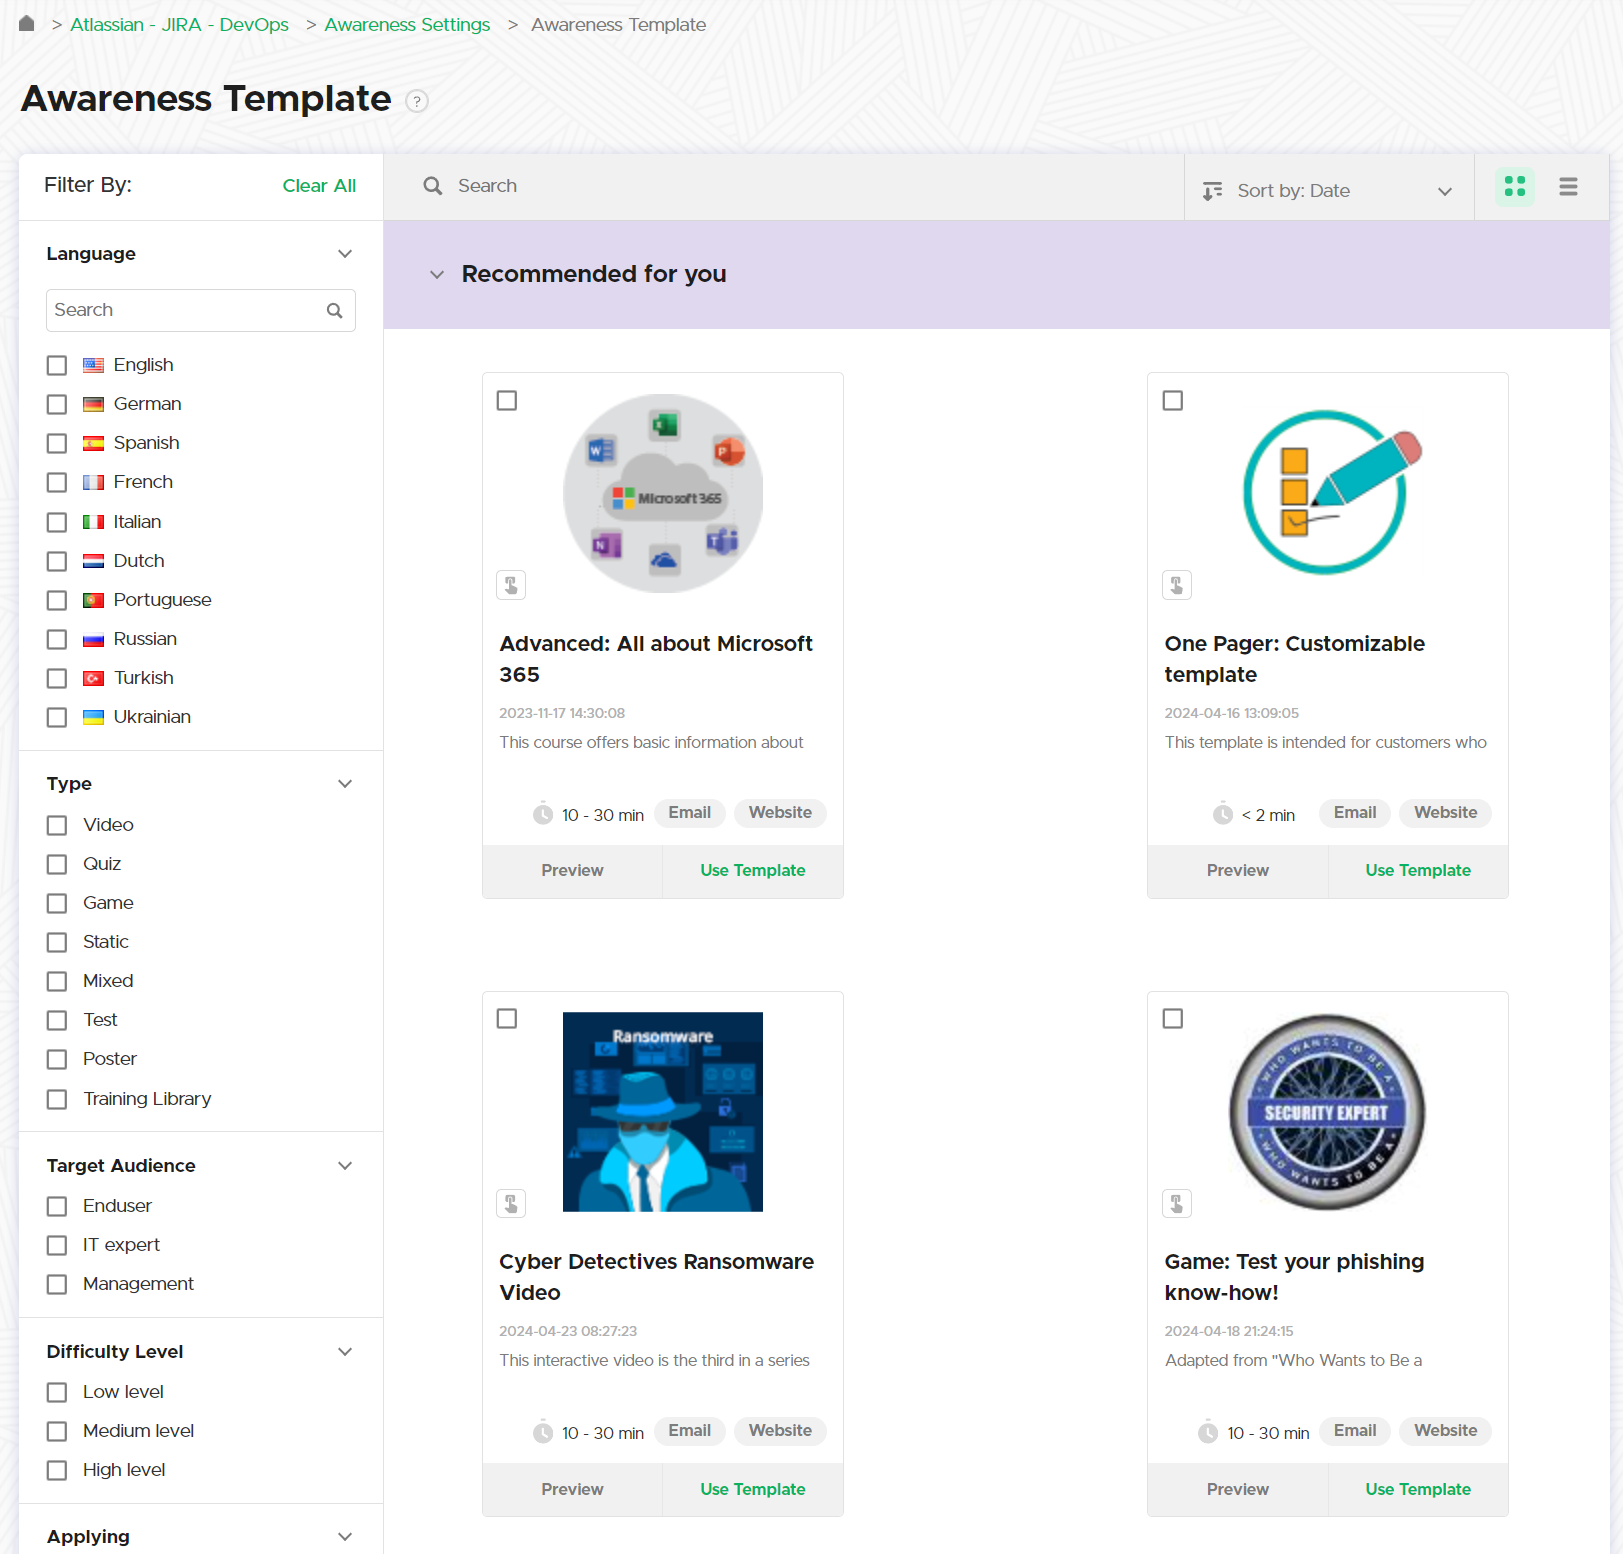 > Atlassian - JIRA - DevOps > Awareness Settings > Awareness Template
Awareness Template ?
Filter By:
Clear All
Search
Sort by: Date
Language
Search
English
German
Spanish
French
Italian
Dutch
Portuguese
Russian
Turkish
Ukrainian
Type
Video
Quiz
Game
Static
Mixed
Test
Poster
Training Library
Target Audience
Enduser
IT expert
Management
Difficulty Level
Low level
Medium level
High level
Applying
Recommended for you
Microsoft 365
Advanced: All about Microsoft
365
2023-11-17 14:30:08
This course offers basic information about
10 - 30 min Email Website
Preview Use Template
One Pager: Customizable
template
2024-04-16 13:09:05
This template is intended for customers who
< 2 min Email Website
Preview Use Template
Ransomware
Cyber Detectives Ransomware
Video
2024-04-23 08:27:23
This interactive video is the third in a series
10 - 30 min Email Website
Preview Use Template
WHO WANTS TO BE A
SECURITY EXPERT
WHO WANTS TO BE A
Game: Test your phishing
know-how!
2024-04-18 21:24:15
Adapted from "Who Wants to Be a
10 - 30 min Email Website
Preview Use Template